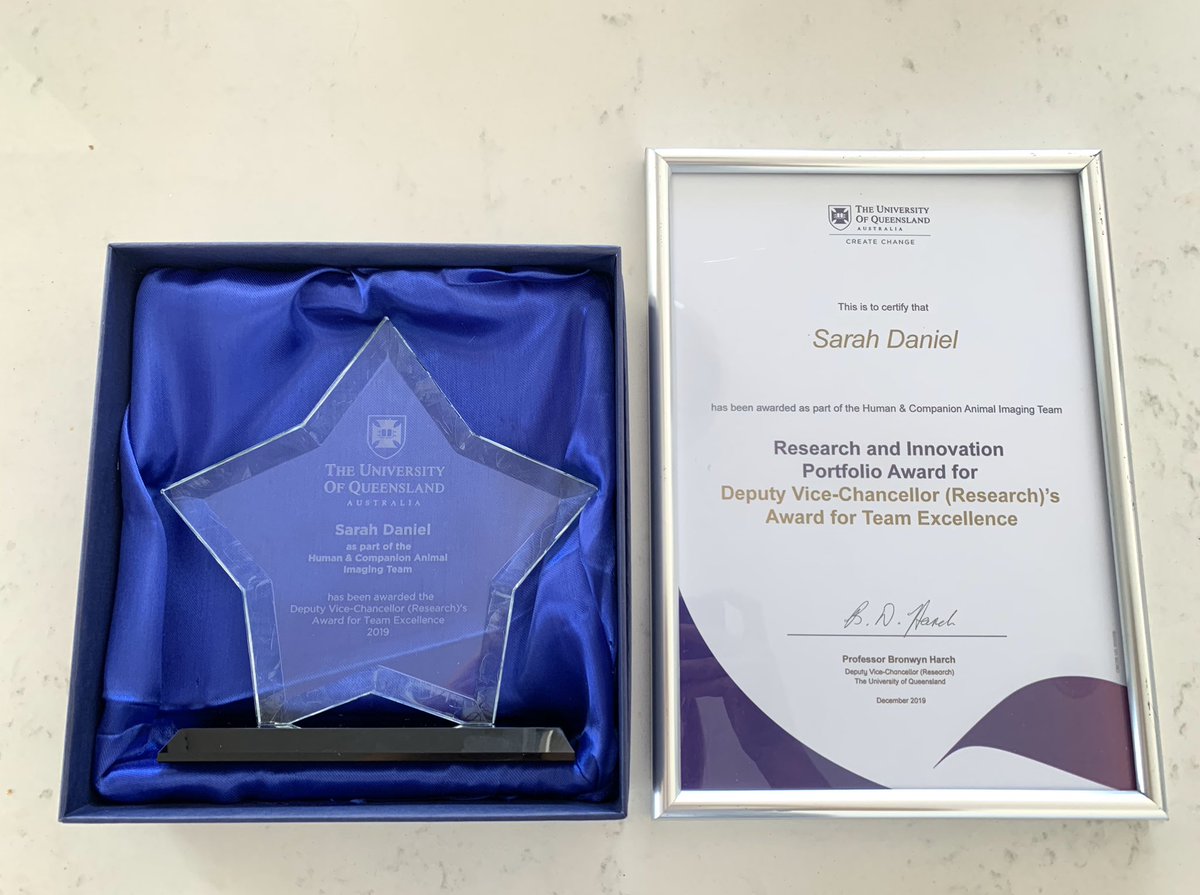 THE UNIVERSITY
OF QUEENSLAND
AUSTRALIA
Sarah Daniel
as part of the
Human & Companion Animal
Imaging Team
has been awarded the
Deputy Vice-Chancellor (Research)'s
Award for Team Excellence
2019
THE UNIVERSITY
OF QUEENSLAND
AUSTRALIA
CREATE CHANGE
This is to certify that
Sarah Daniel
has been awarded as part of the Human & Companion Animal Imaging Team
Research and Innovation
Portfolio Award for
Deputy Vice-Chancellor (Research)'s
Award for Team Excellence
B. D. Harch
Professor Bronwyn Harch
Deputy Vice-Chancellor (Research)
The University of Queensland
December 2019